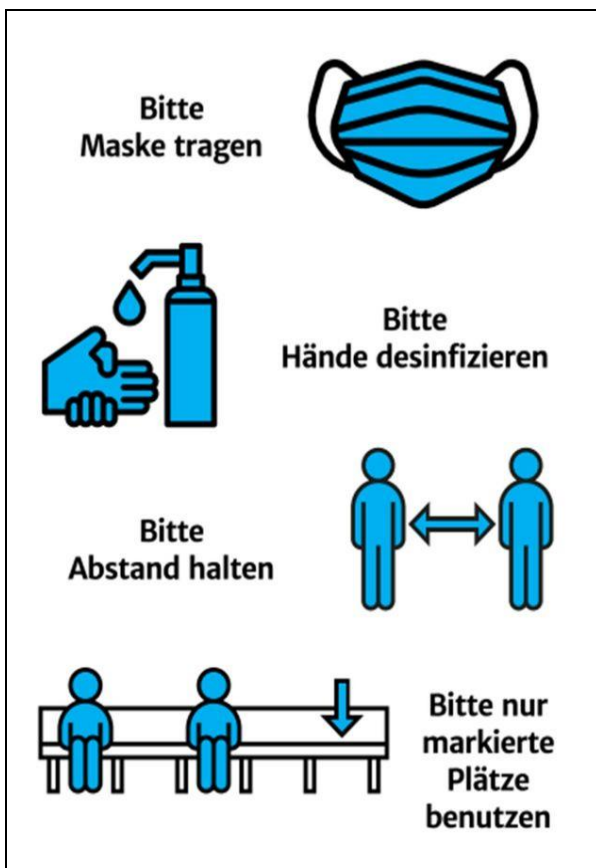 Bitte
Maske tragen
Bitte
Hände desinfizieren
Bitte
Abstand halten
Bitte nur
markierte
Plätze
benutzen